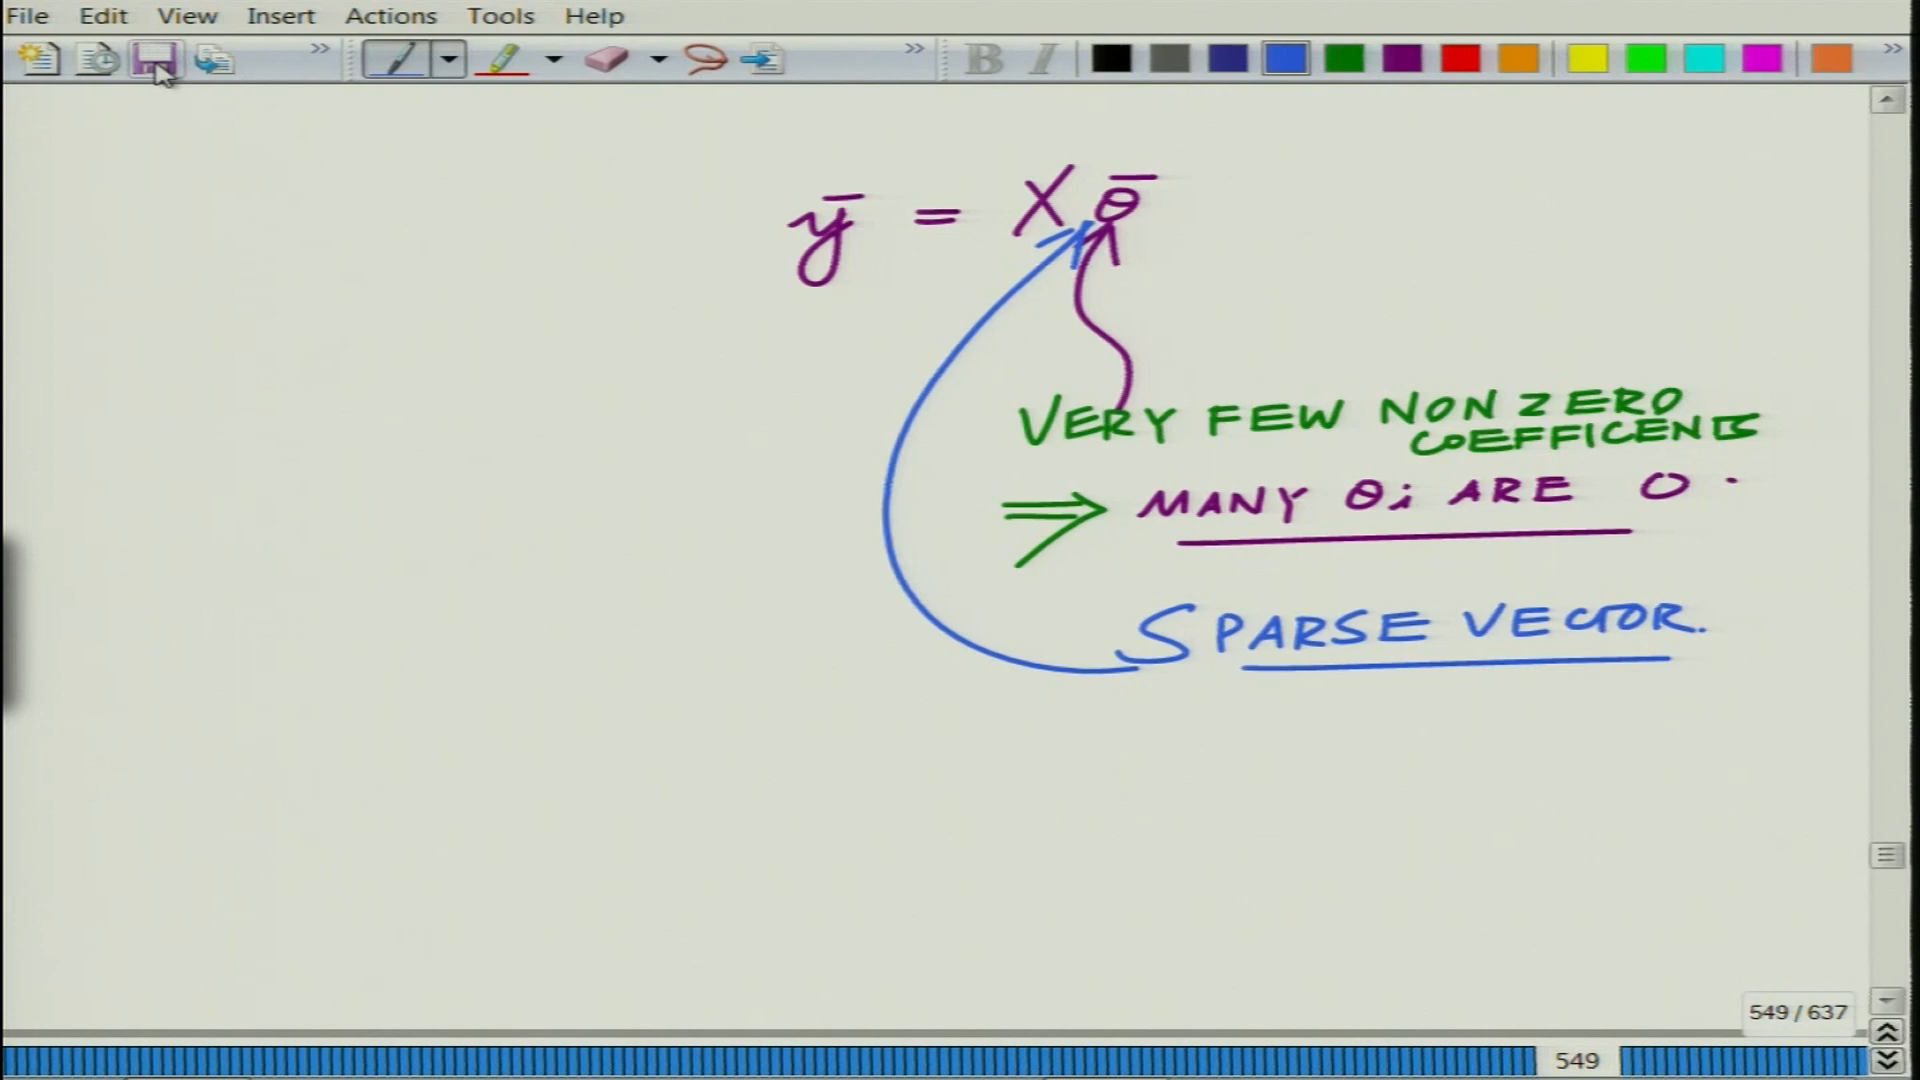 File Edit View Insert Actions Tools Help
B I
ȳ = X θ̄
VERY FEW NONZERO
COEFFICENTS
⇒ MANY θi ARE 0.
SPARSE VECTOR.
549 / 637
549